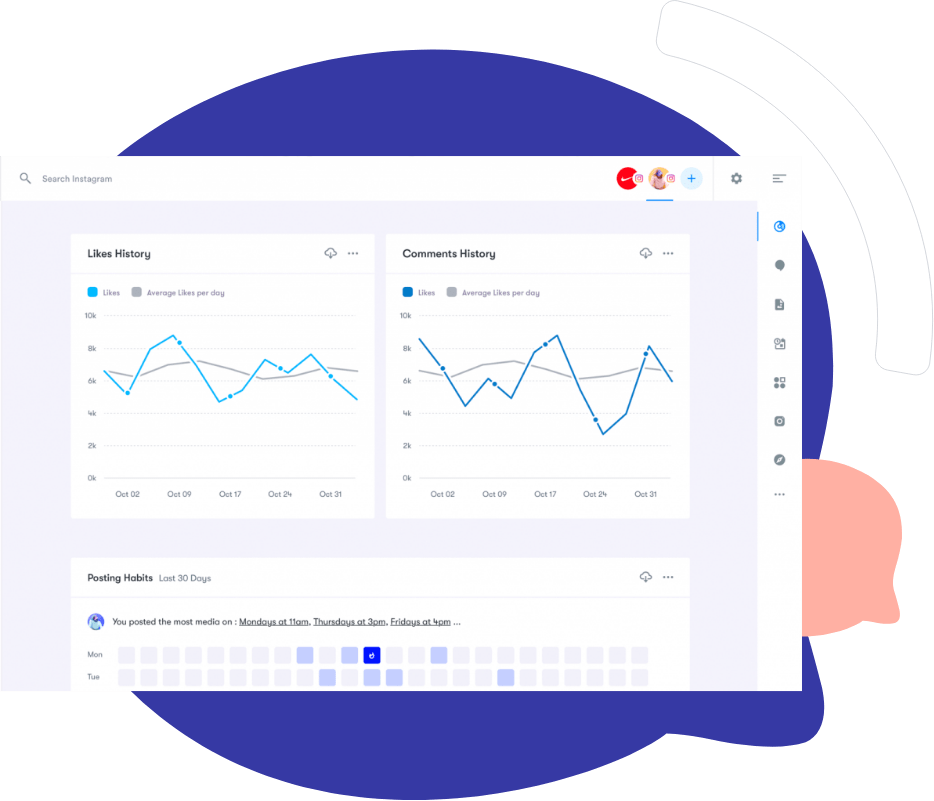 Search Instagram
Likes History
Likes Average Likes per day
10k
8k
6k
4k
2k
0k
Oct 02 Oct 09 Oct 17 Oct 24 Oct 31
Comments History
Likes Average Likes per day
10k
8k
6k
4k
2k
0k
Oct 02 Oct 09 Oct 17 Oct 24 Oct 31
Posting Habits Last 30 Days
You posted the most media on : Mondays at 11am, Thursdays at 3pm, Fridays at 4pm ...
Mon
Tue